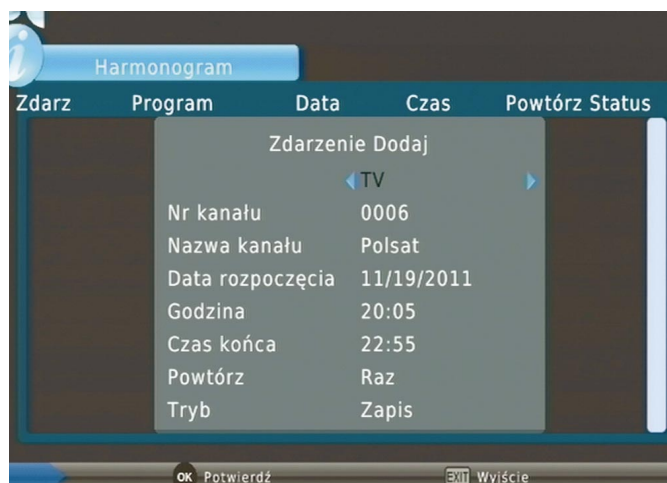 Harmonogram
Zdarz Program Data Czas Powtórz Status
Zdarzenie Dodaj
TV
Nr kanału 0006
Nazwa kanału Polsat
Data rozpoczęcia 11/19/2011
Godzina 20:05
Czas końca 22:55
Powtórz Raz
Tryb Zapis
OK Potwierdź EXIT Wyjście